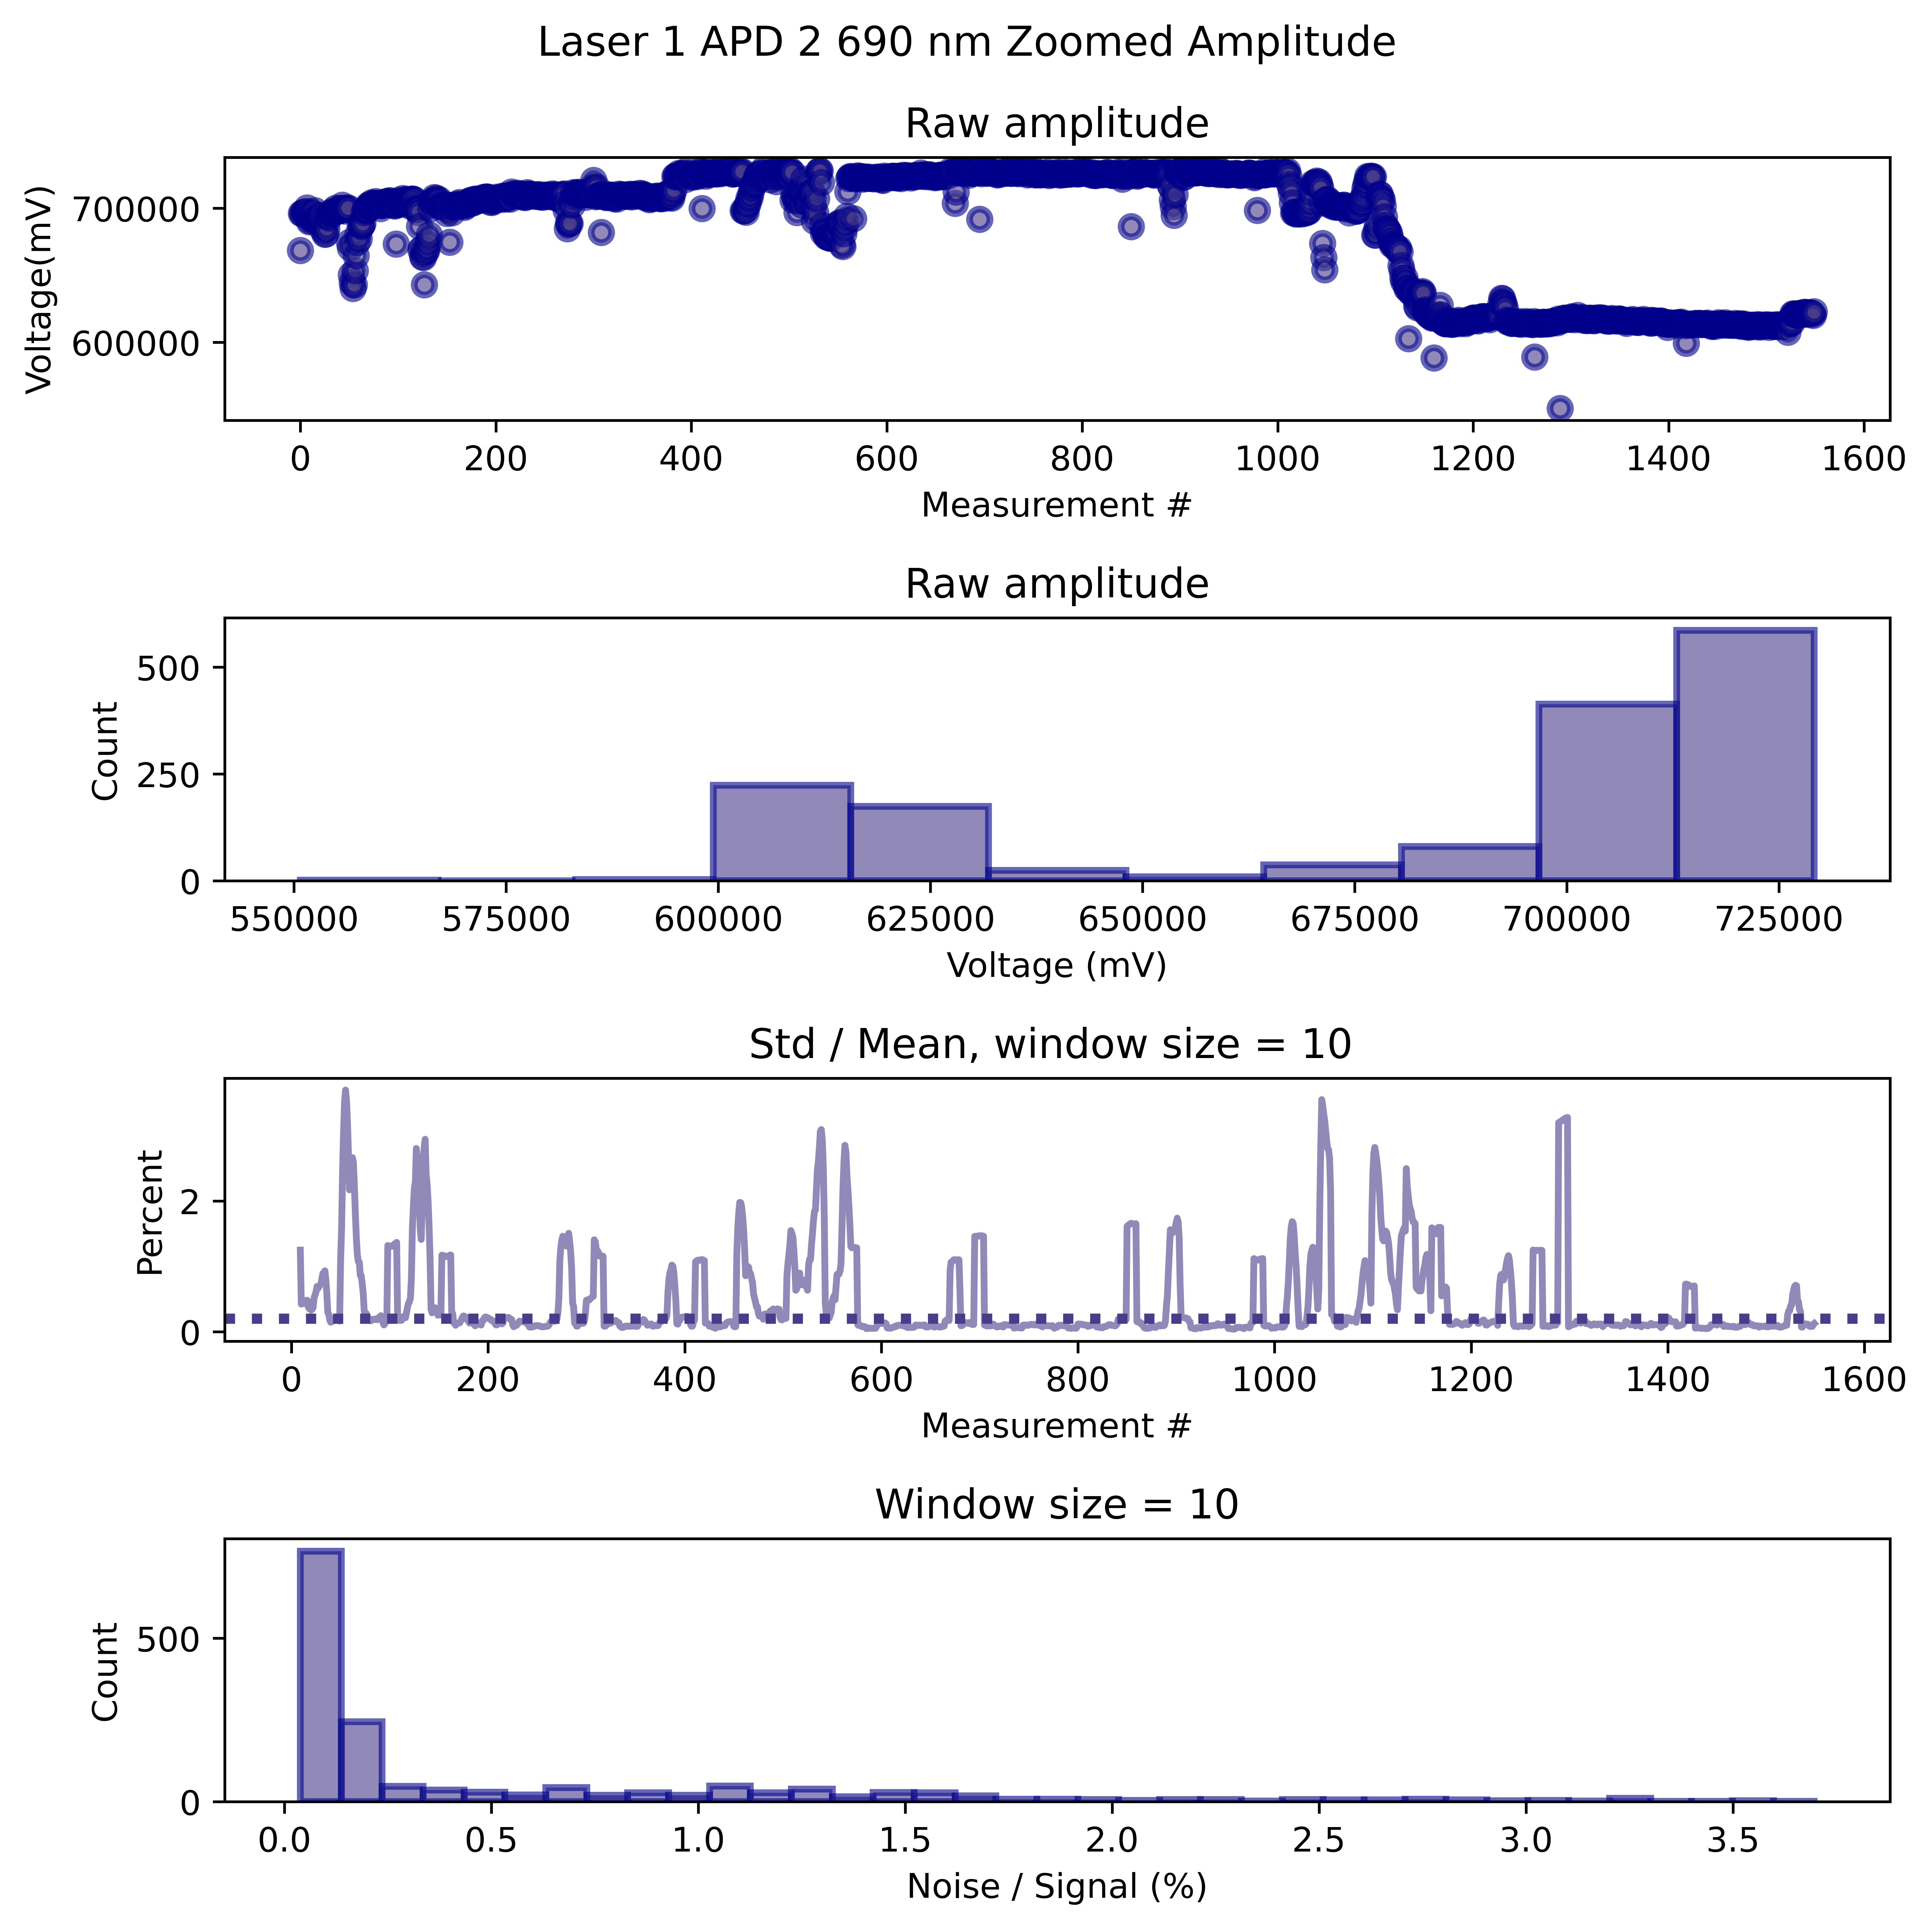 Laser 1 APD 2 690 nm Zoomed Amplitude
Raw amplitude
Voltage(mV)
700000
600000
0 200 400 600 800 1000 1200 1400 1600
Measurement #
Raw amplitude
Count
500
250
0
550000 575000 600000 625000 650000 675000 700000 725000
Voltage (mV)
Std / Mean, window size = 10
Percent
2
0
0 200 400 600 800 1000 1200 1400 1600
Measurement #
Window size = 10
Count
500
0
0.0 0.5 1.0 1.5 2.0 2.5 3.0 3.5
Noise / Signal (%)